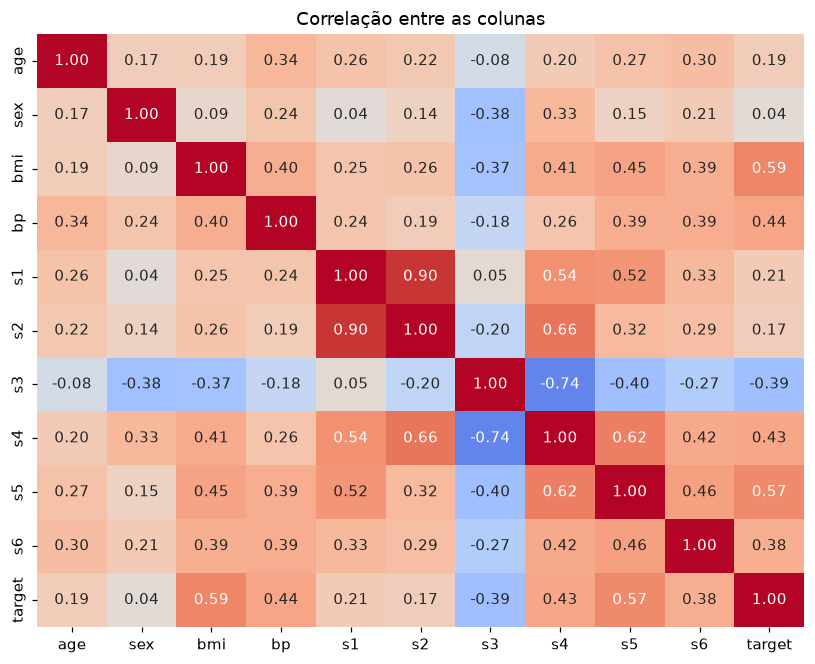 Correlação entre as colunas
age 1.00 0.17 0.19 0.34 0.26 0.22 -0.08 0.20 0.27 0.30 0.19
sex 0.17 1.00 0.09 0.24 0.04 0.14 -0.38 0.33 0.15 0.21 0.04
bmi 0.19 0.09 1.00 0.40 0.25 0.26 -0.37 0.41 0.45 0.39 0.59
bp 0.34 0.24 0.40 1.00 0.24 0.19 -0.18 0.26 0.39 0.39 0.44
s1 0.26 0.04 0.25 0.24 1.00 0.90 0.05 0.54 0.52 0.33 0.21
s2 0.22 0.14 0.26 0.19 0.90 1.00 -0.20 0.66 0.32 0.29 0.17
s3 -0.08 -0.38 -0.37 -0.18 0.05 -0.20 1.00 -0.74 -0.40 -0.27 -0.39
s4 0.20 0.33 0.41 0.26 0.54 0.66 -0.74 1.00 0.62 0.42 0.43
s5 0.27 0.15 0.45 0.39 0.52 0.32 -0.40 0.62 1.00 0.46 0.57
s6 0.30 0.21 0.39 0.39 0.33 0.29 -0.27 0.42 0.46 1.00 0.38
target 0.19 0.04 0.59 0.44 0.21 0.17 -0.39 0.43 0.57 0.38 1.00
age sex bmi bp s1 s2 s3 s4 s5 s6 target